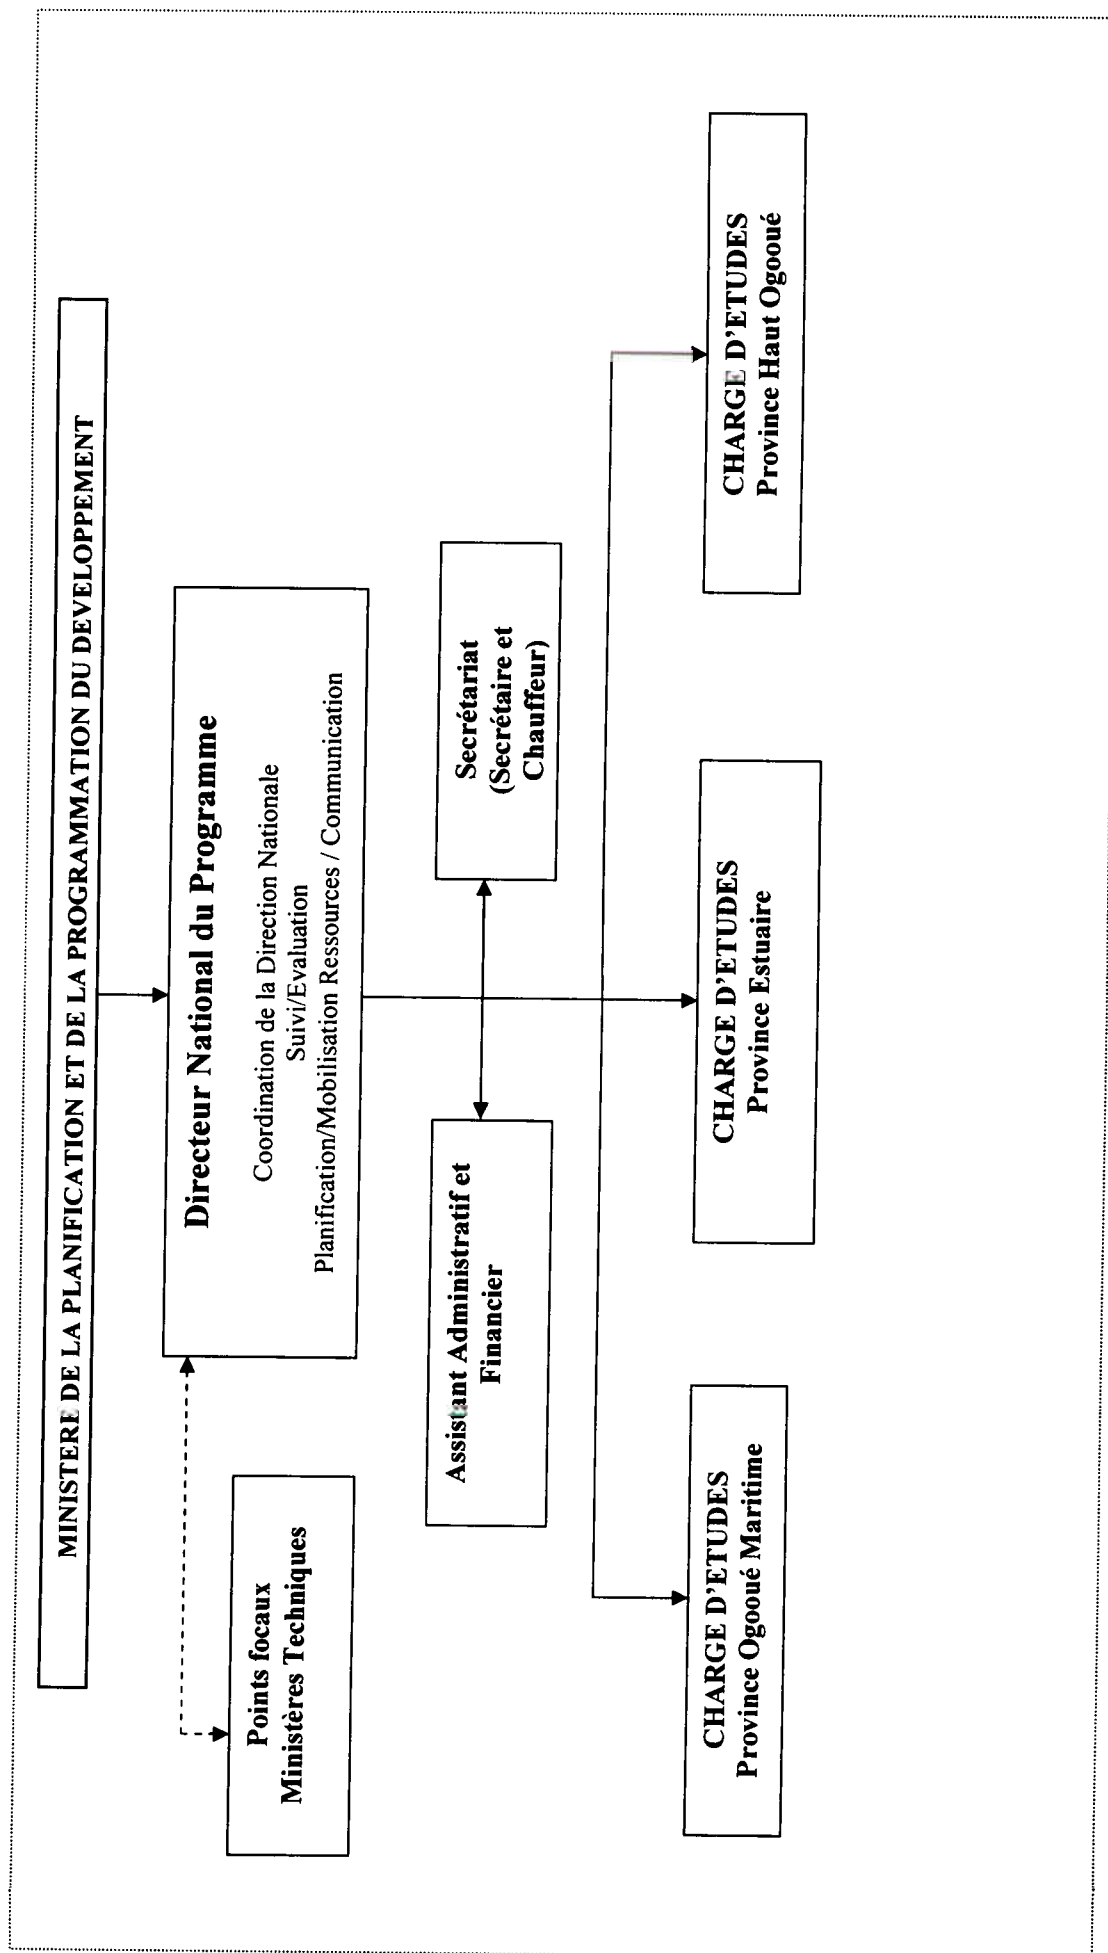 MINISTERE DE LA PLANIFICATION ET DE LA PROGRAMMATION DU DEVELOPPEMENT
Directeur National du Programme
Coordination de la Direction Nationale
Suivi/Evaluation
Planification/Mobilisation Ressources / Communication
Points focaux
Ministères Techniques
Assistant Administratif et
Financier
Secrétariat
(Secrétaire et
Chauffeur)
CHARGE D'ETUDES
Province Ogooué Maritime
CHARGE D'ETUDES
Province Estuaire
CHARGE D'ETUDES
Province Haut Ogooué